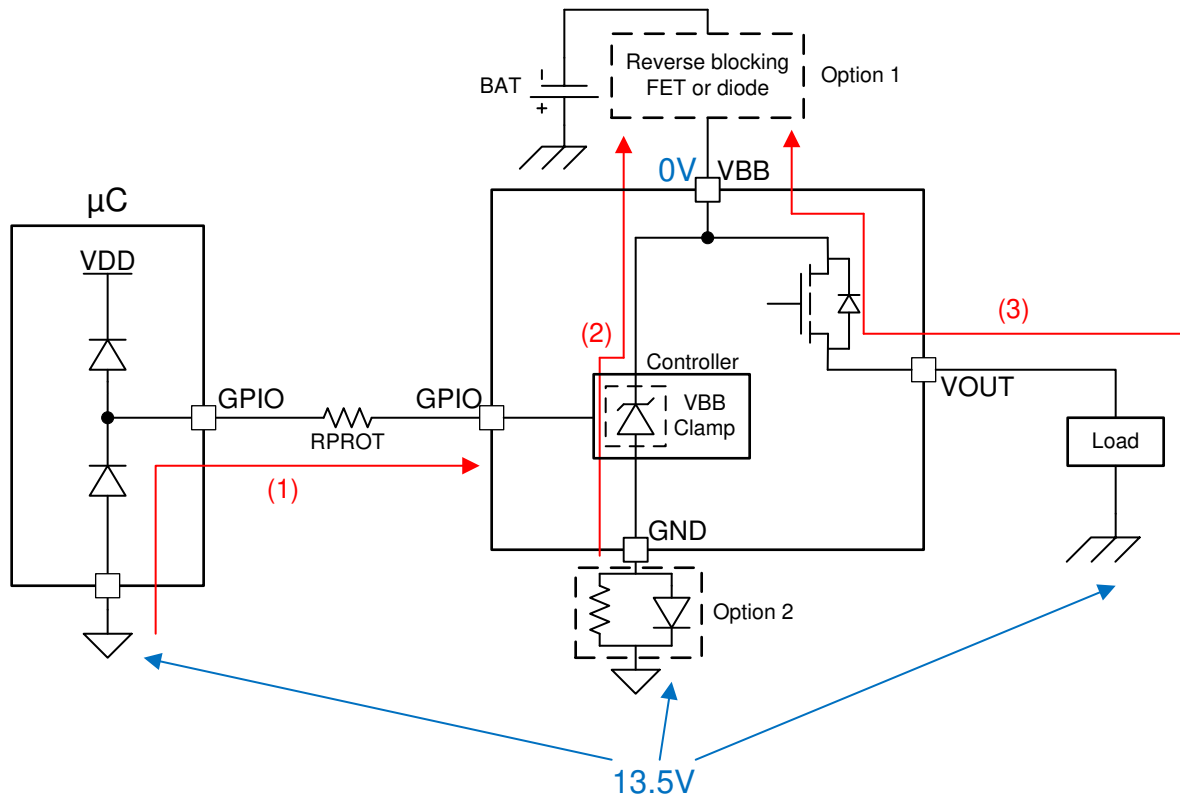 Reverse blocking
FET or diode
Option 1
BAT
-
+
0V
VBB
µC
VDD
(3)
(2)
Controller
VOUT
GPIO
GPIO
VBB
Clamp
RPROT
Load
(1)
GND
Option 2
13.5V